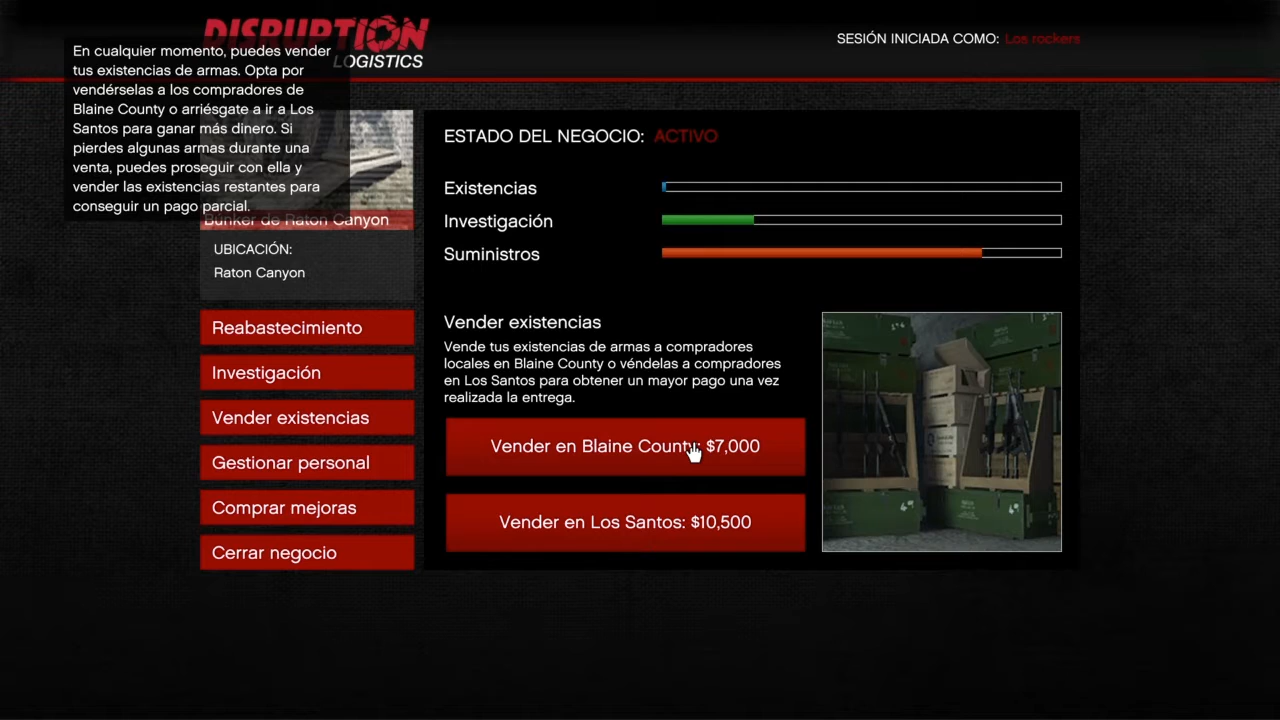 DISRUPTION
LOGISTICS
SESIÓN INICIADA COMO: Los rockers
En cualquier momento, puedes vender
tus existencias de armas. Opta por
vendérselas a los compradores de
Blaine County o arriésgate a ir a Los
Santos para ganar más dinero. Si
pierdes algunas armas durante una
venta, puedes proseguir con ella y
vender las existencias restantes para
conseguir un pago parcial.
Búnker de Raton Canyon
UBICACIÓN:
Raton Canyon
Reabastecimiento
Investigación
Vender existencias
Gestionar personal
Comprar mejoras
Cerrar negocio
ESTADO DEL NEGOCIO: ACTIVO
Existencias
Investigación
Suministros
Vender existencias
Vende tus existencias de armas a compradores
locales en Blaine County o véndelas a compradores
en Los Santos para obtener un mayor pago una vez
realizada la entrega.
Vender en Blaine County: $7,000
Vender en Los Santos: $10,500